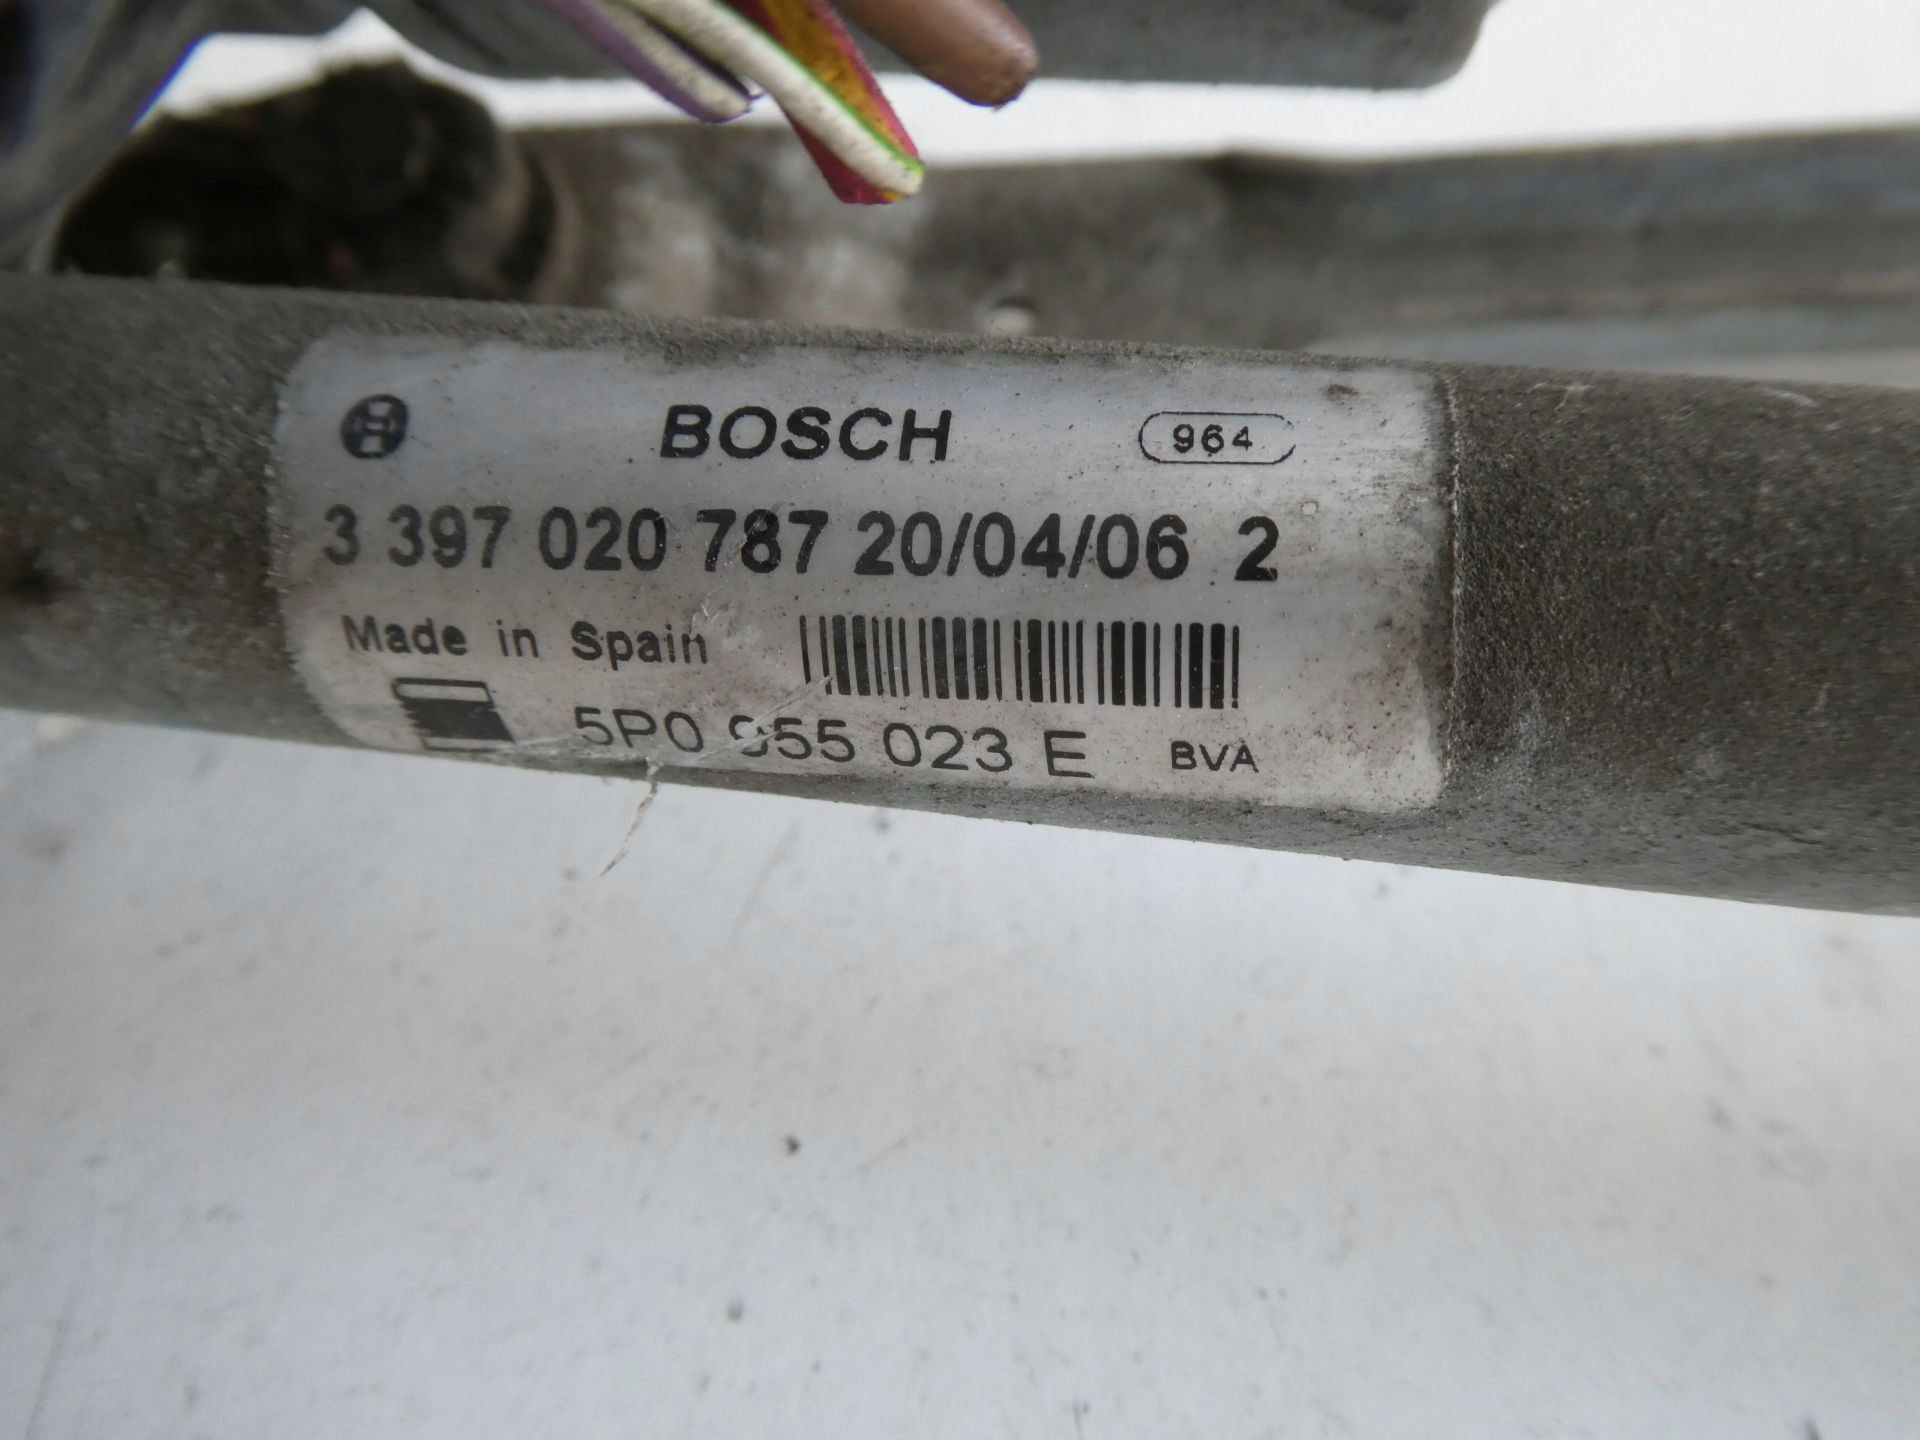 BOSCH 964
3 397 020 787 20/04/06 2
Made in Spain
5P0 955 023 E BVA